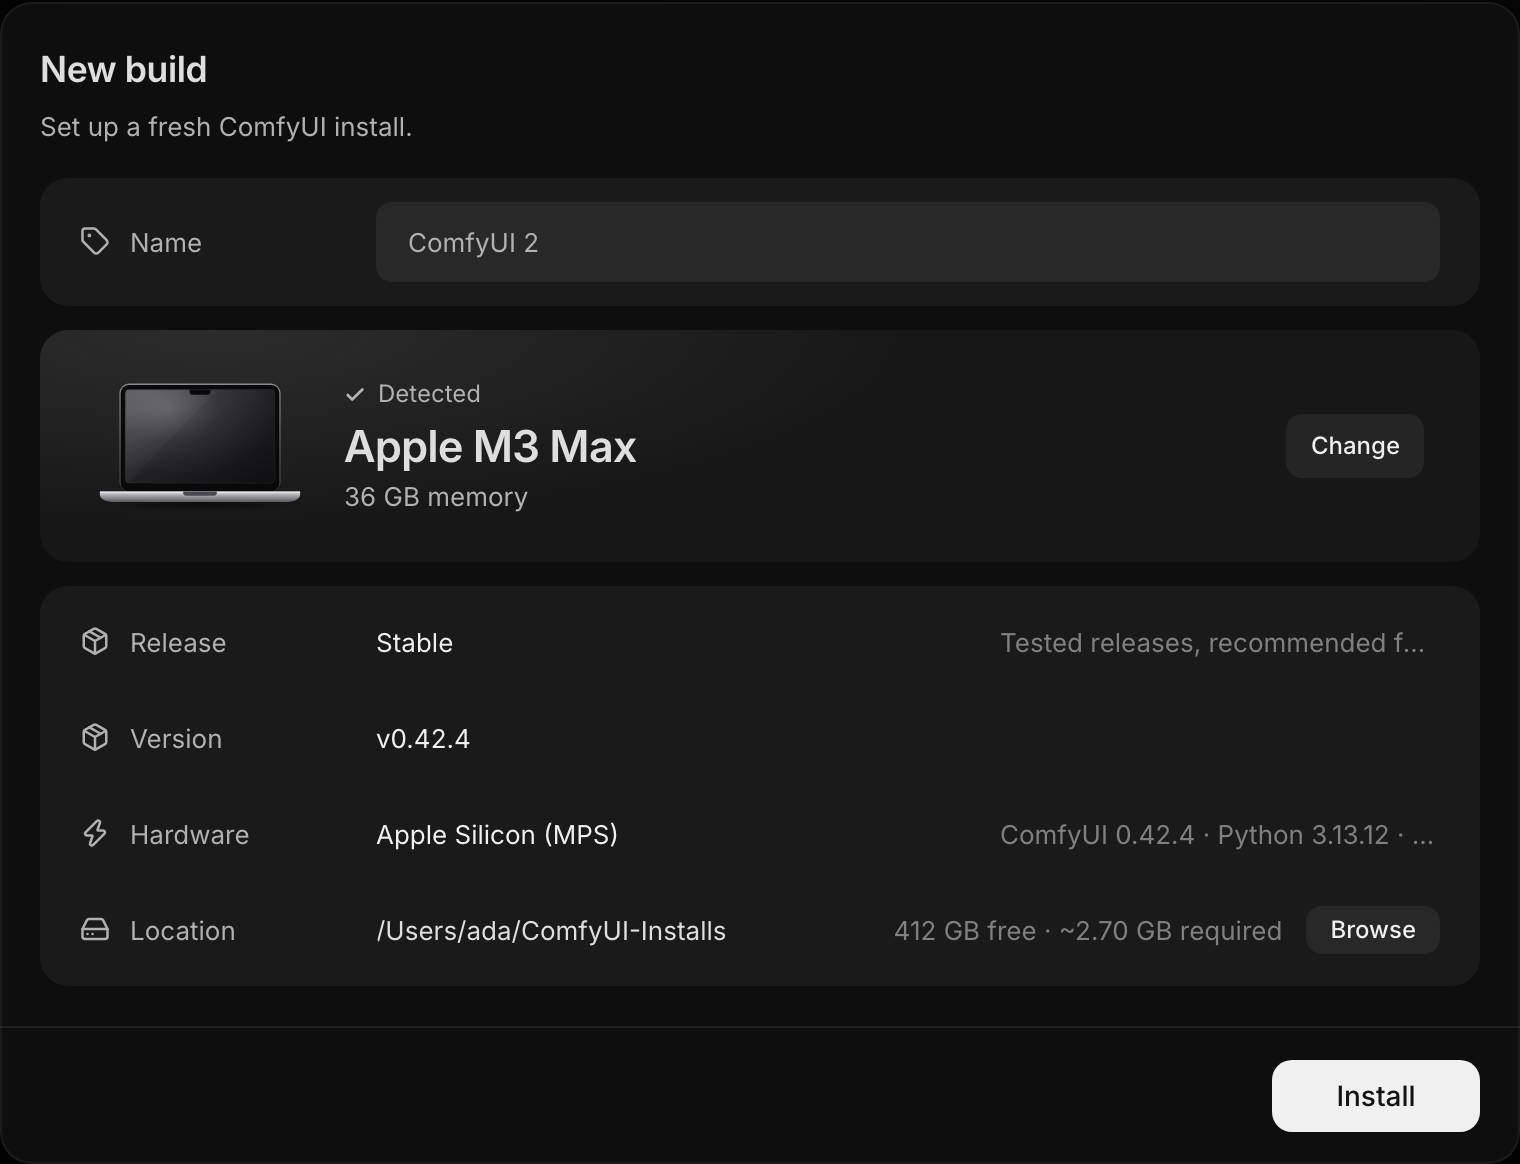 New build
Set up a fresh ComfyUI install.
Name
ComfyUI 2
Detected
Apple M3 Max
36 GB memory
Change
Release
Stable
Tested releases, recommended f...
Version
v0.42.4
Hardware
Apple Silicon (MPS)
ComfyUI 0.42.4 · Python 3.13.12 · ...
Location
/Users/ada/ComfyUI-Installs
412 GB free · ~2.70 GB required
Browse
Install